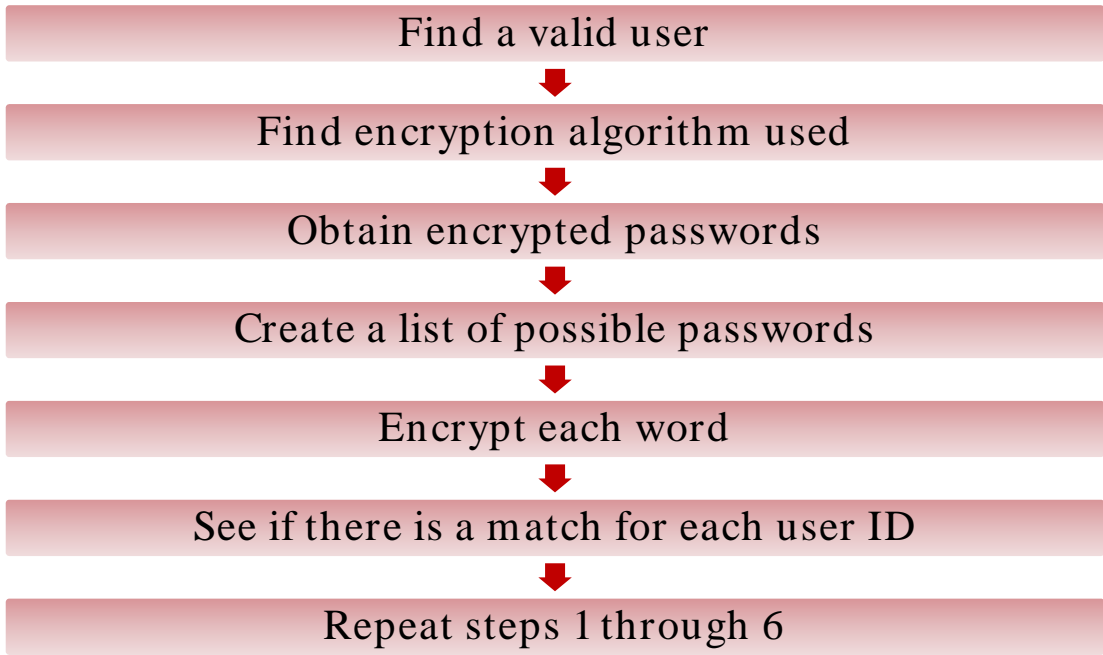 Find a valid user
Find encryption algorithm used
Obtain encrypted passwords
Create a list of possible passwords
Encrypt each word
See if there is a match for each user ID
Repeat steps 1 through 6